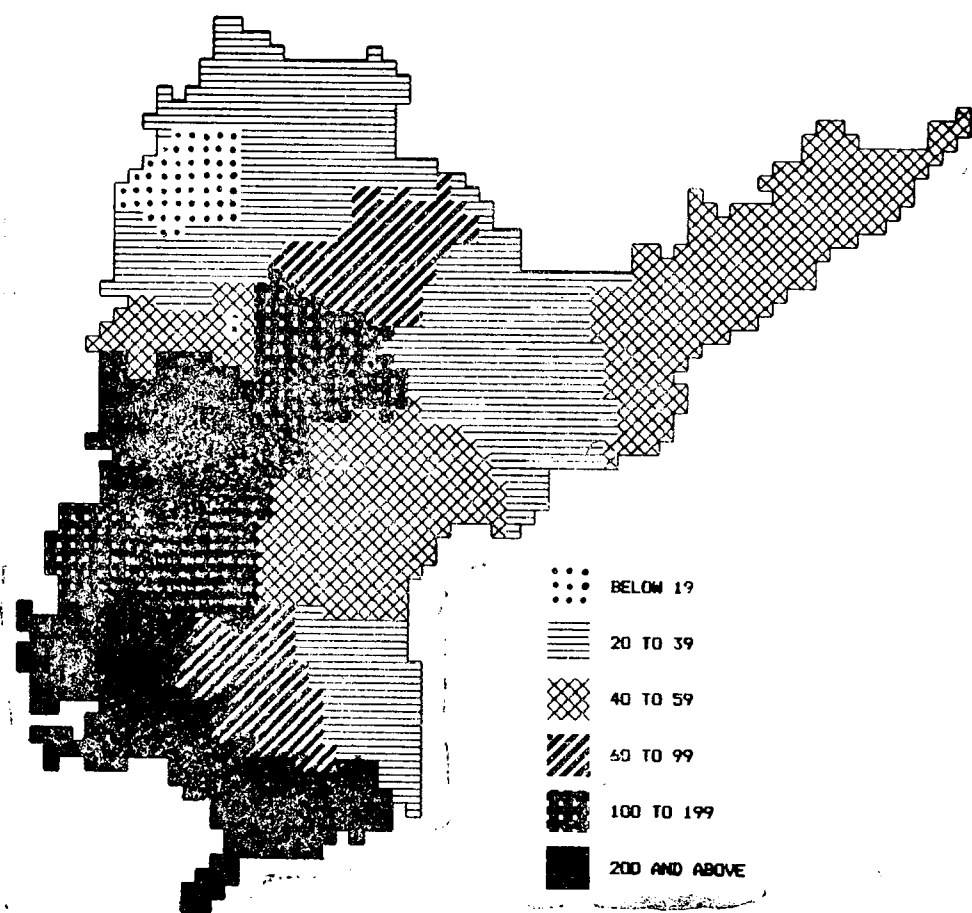 BELOW 19
20 TO 39
40 TO 59
60 TO 99
100 TO 199
200 AND ABOVE